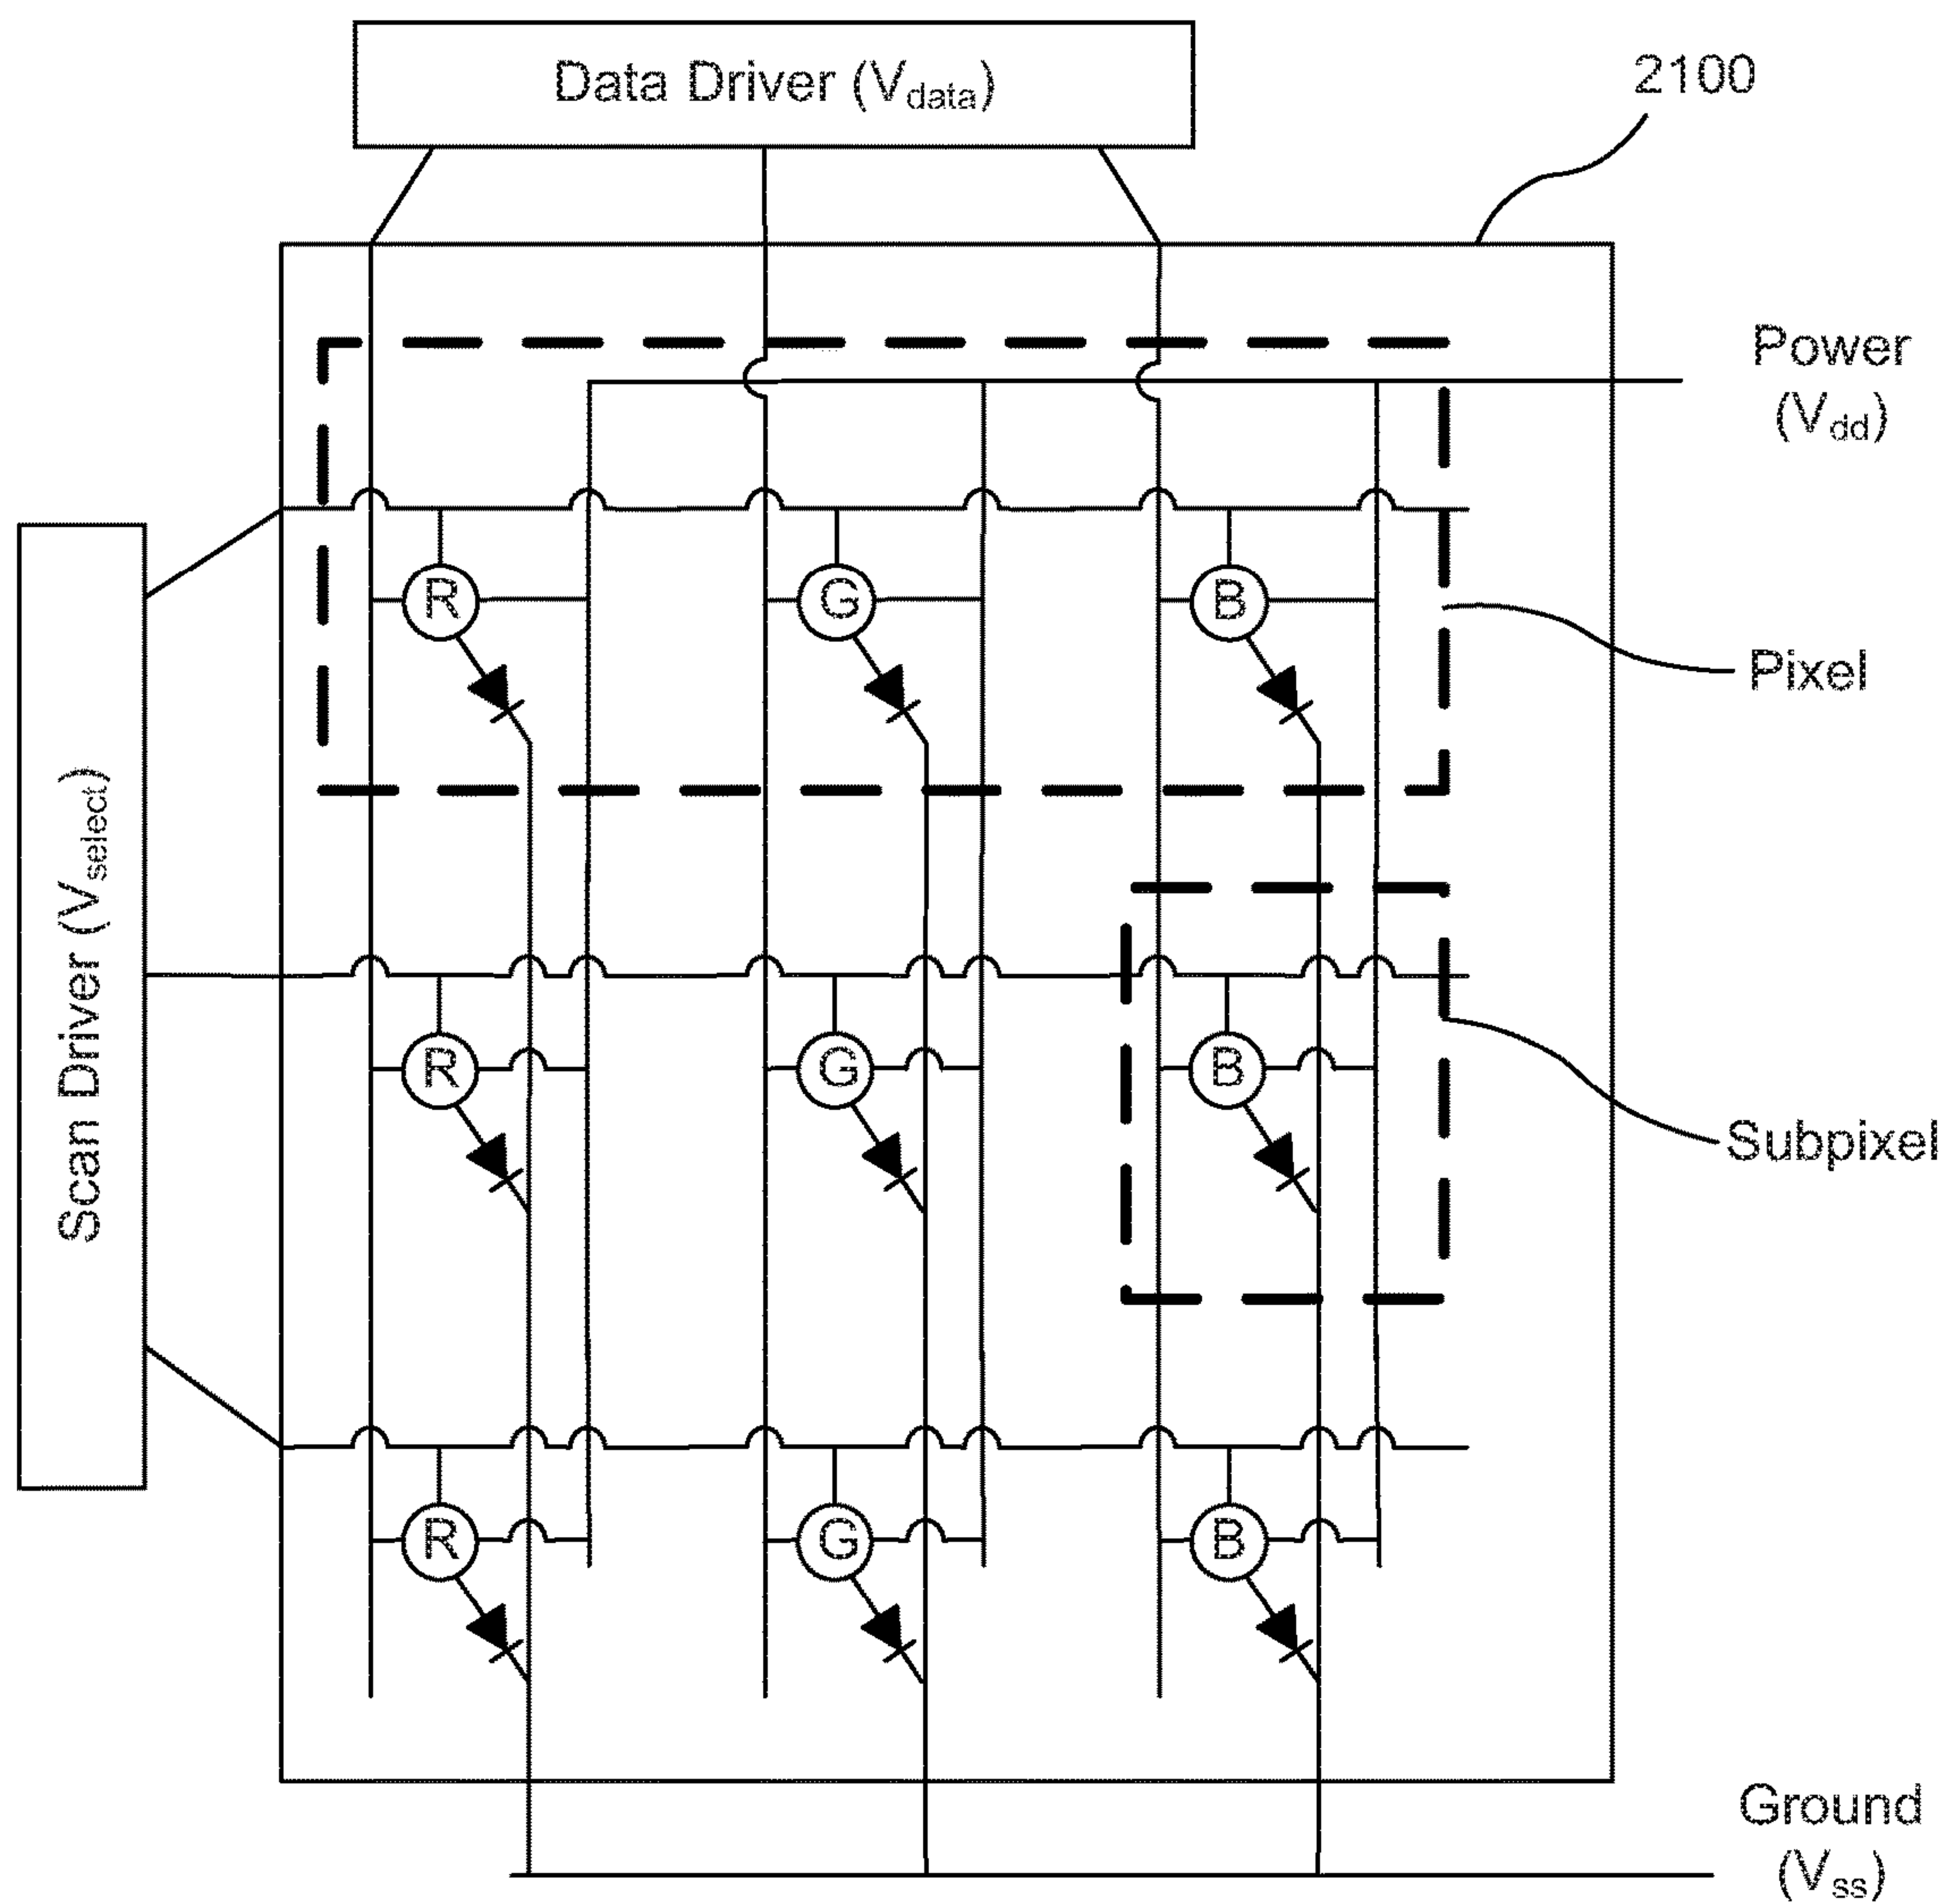 Data Driver (Vdata)
2100
Power
(Vdd)
R G B
Pixel
Scan Driver (Vselect)
R G B
Subpixel
R G B
Ground
(Vss)